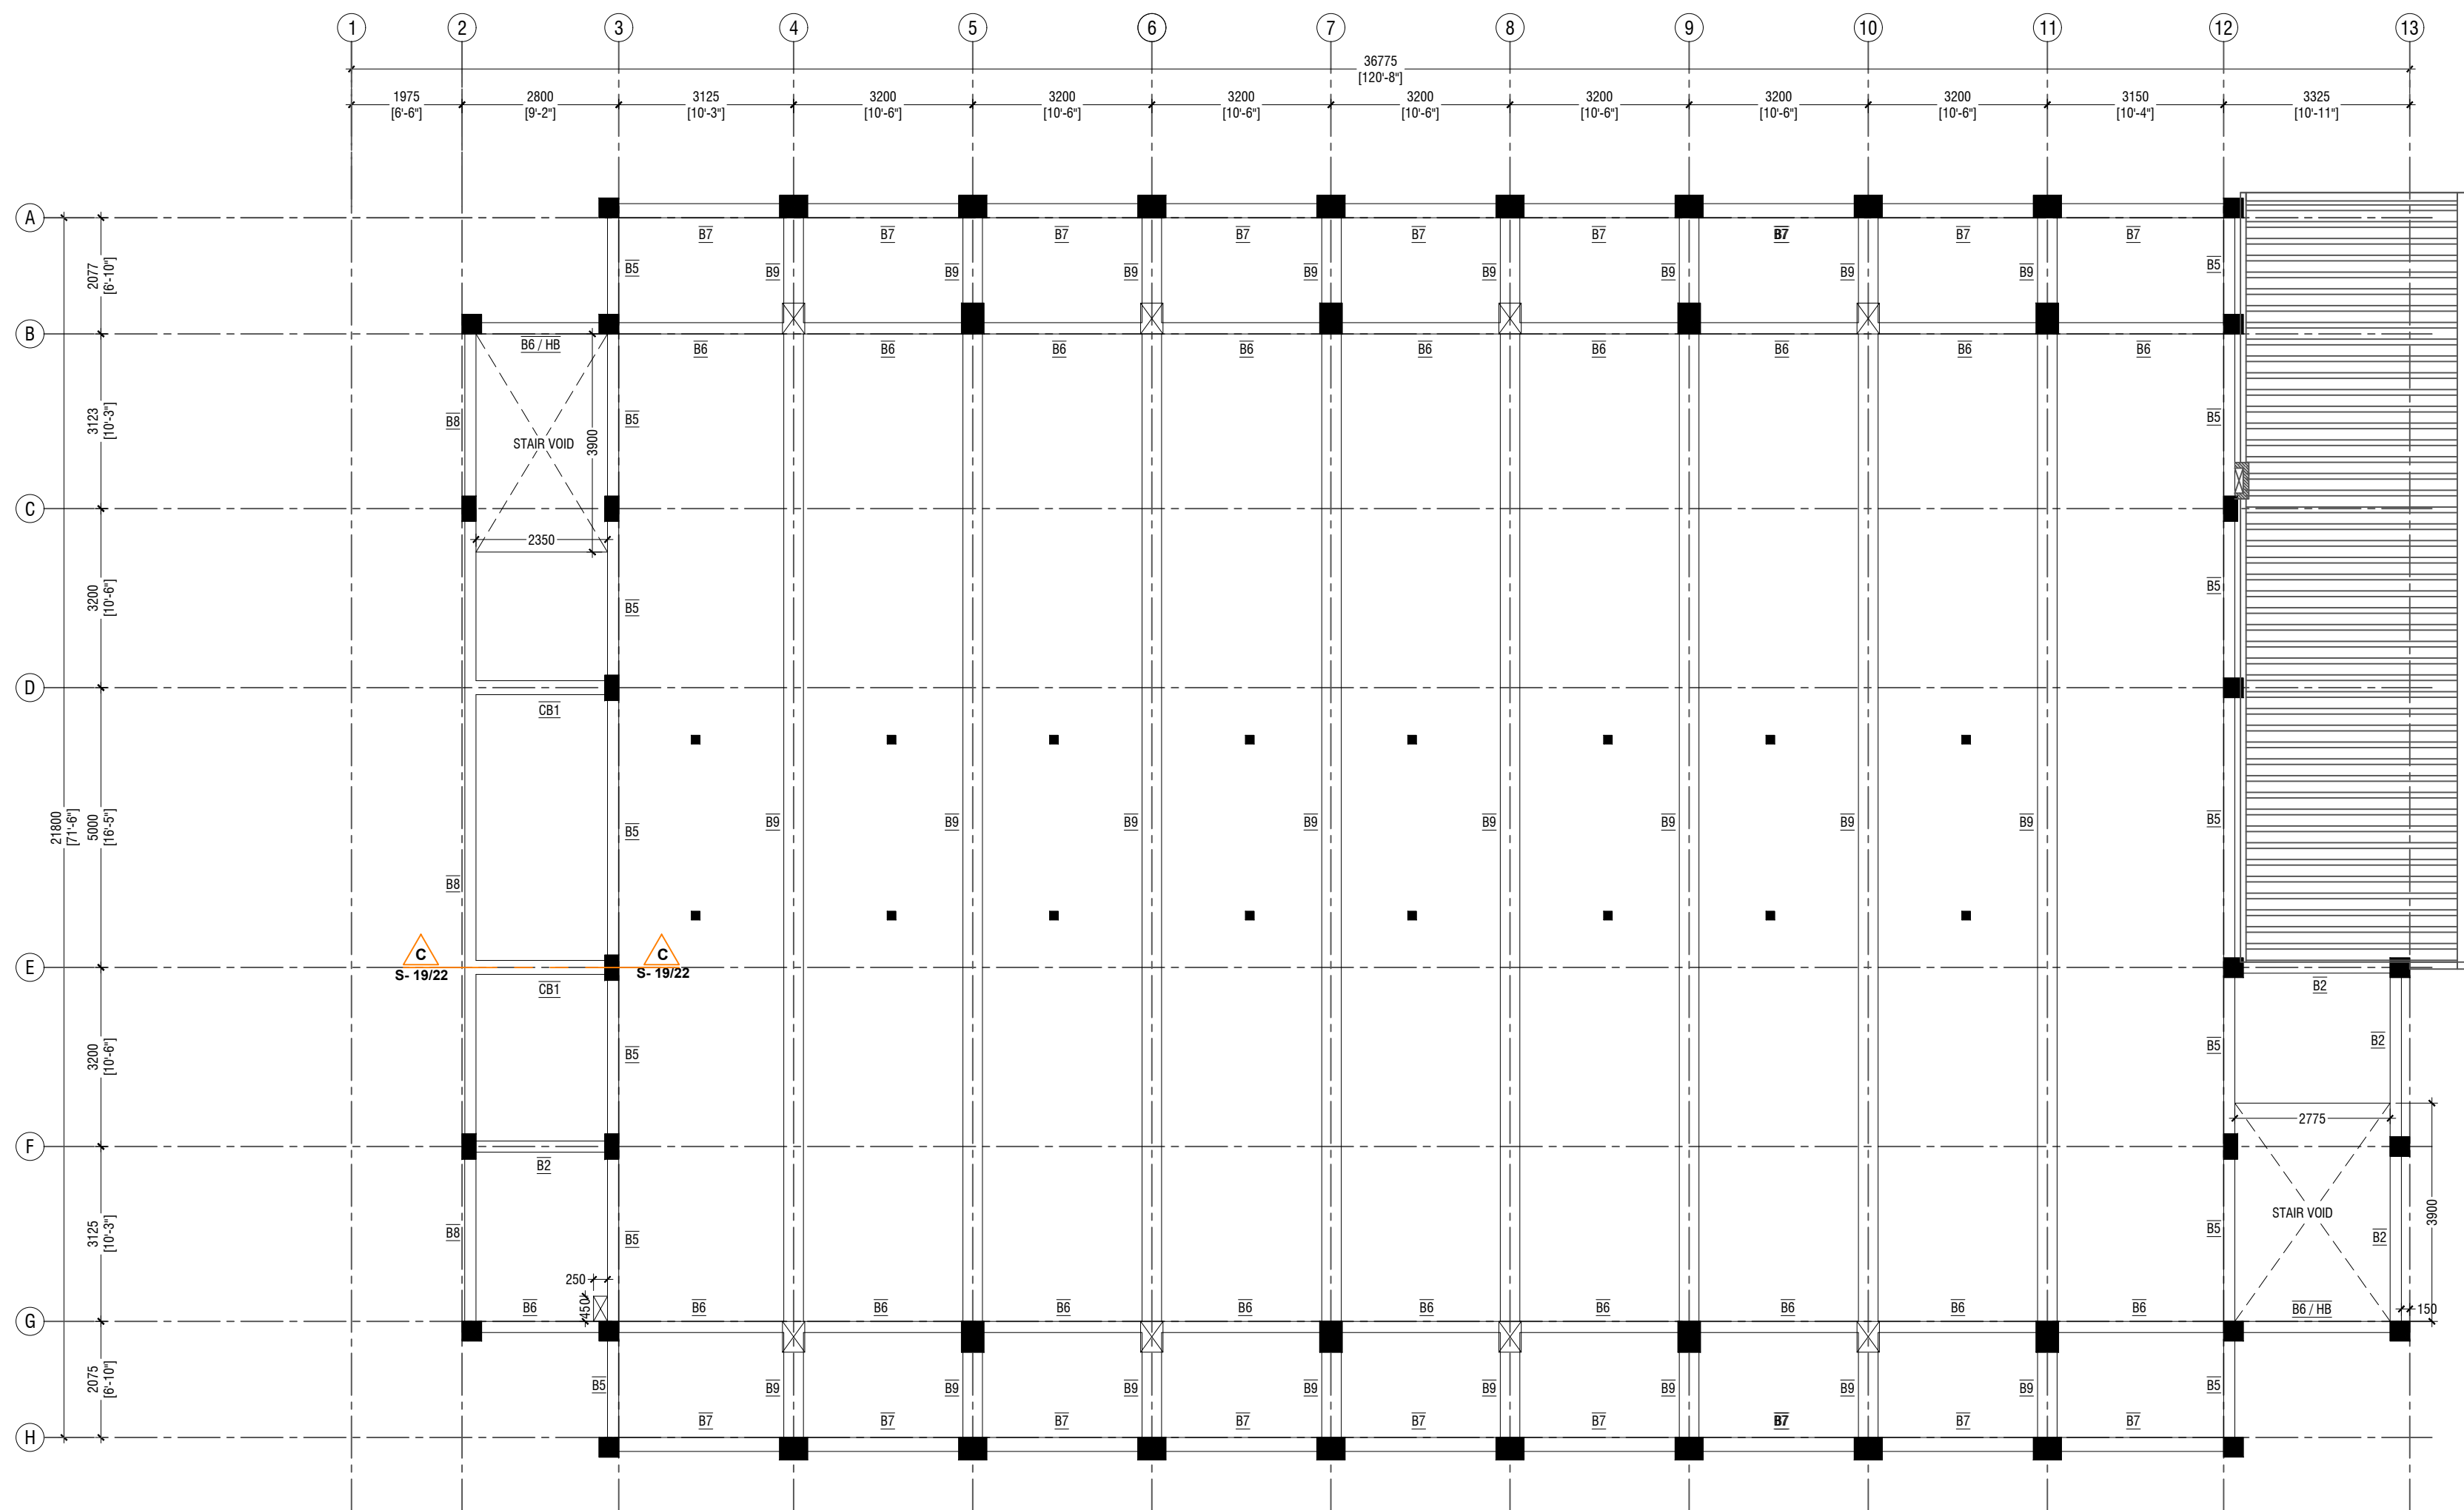 1 2 3 4 5 6 7 8 9 10 11 12 13
36775
[120'-8"]
1975 2800 3125 3200 3200 3200 3200 3200 3200 3200 3150 3325
[6'-6"] [9'-2"] [10'-3"] [10'-6"] [10'-6"] [10'-6"] [10'-6"] [10'-6"] [10'-6"] [10'-6"] [10'-4"] [10'-11"]
A
B7 B7 B7 B7 B7 B7 B7 B7 B7
2077
[6'-10"]
B5 B9 B9 B9 B9 B9 B9 B9 B9 B5
B
B6 / HB B6 B6 B6 B6 B6 B6 B6 B6 B6
3123
[10'-3"]
B8 B5 B5
STAIR VOID 3900
C
2350
3200
[10'-6"]
B5 B5
D
CB1
21800
[71'-6"]
5000
[16'-5"]
B5 B9 B9 B9 B9 B9 B9 B9 B9 B5
B8
C C
E
S- 19/22 S- 19/22
CB1 B2
3200
[10'-6"]
B5 B5 B2
2775
F
B2
3125
[10'-3"]
STAIR VOID 3900
B8 B5 B5 B2
250
450
B6 B6 B6 B6 B6 B6 B6 B6 B6 B6 B6 / HB 150
G
2075
[6'-10"]
B5 B9 B9 B9 B9 B9 B9 B9 B9 B5
B7 B7 B7 B7 B7 B7 B7 B7 B7
H